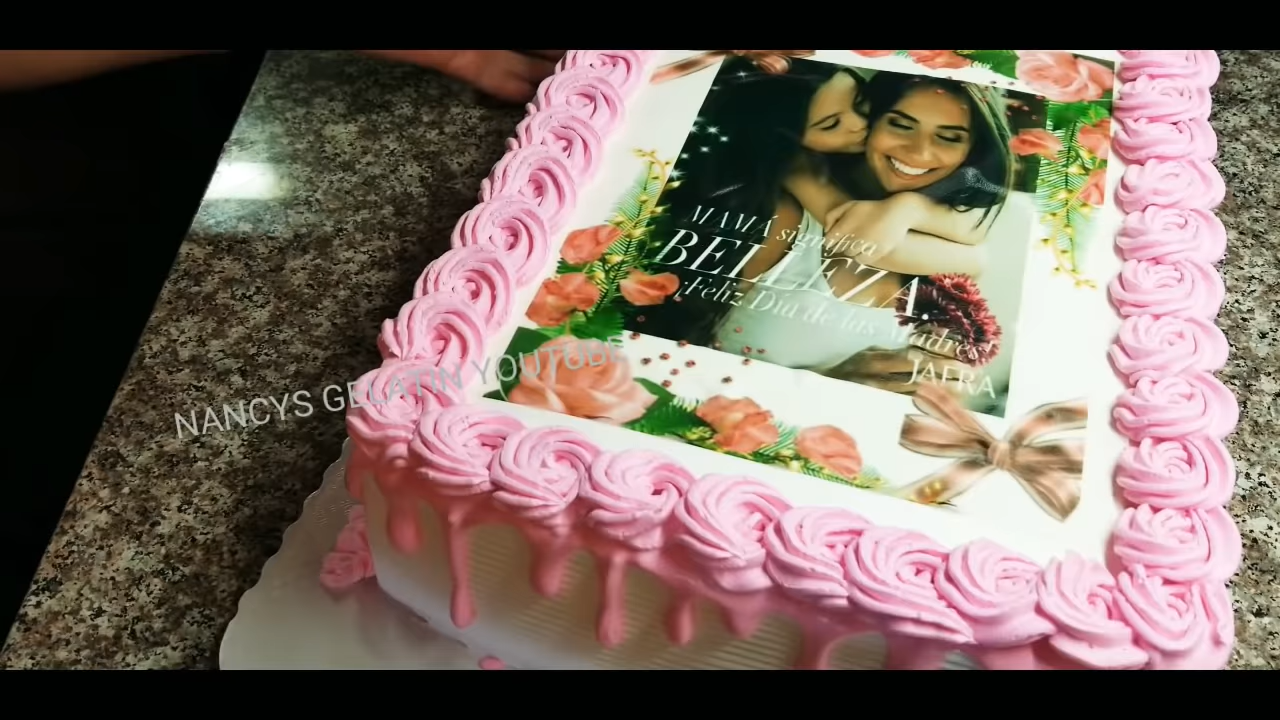 MAMÁ significa
BELLEZA.
¡Feliz Día de las Madres!
JAFRA
NANCYS GELATIN YOUTUBE